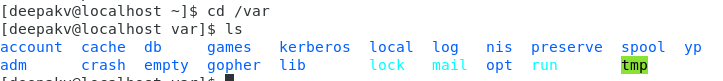 [deepakv@localhost ~]$ cd /var
[deepakv@localhost var]$ ls
account  cache  db     games   kerberos  local  log   nis  preserve  spool  yp
adm      crash  empty  gopher  lib       lock   mail  opt  run       tmp
[deepakv@localhost var]$